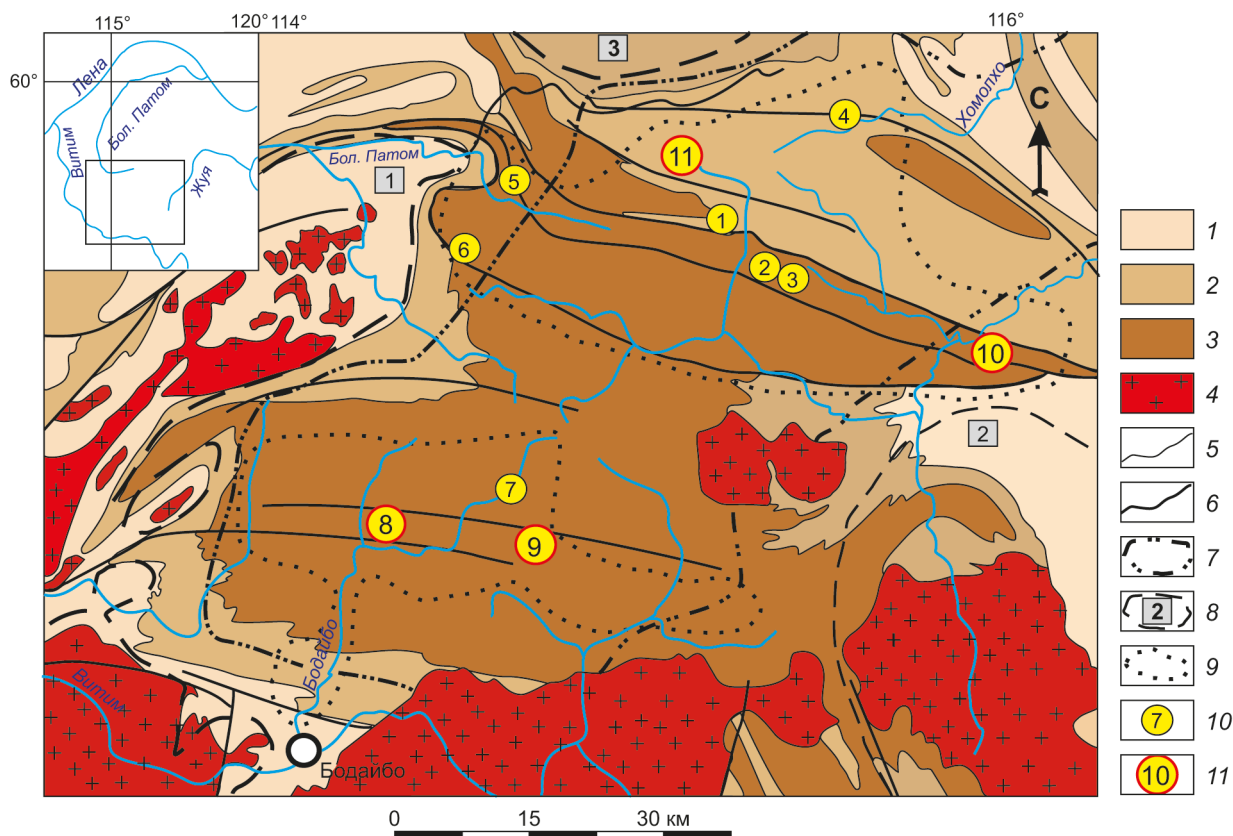 115°
120°
114°
116°
60°
Лена
Бол. Патом
Витим
Жуя
3
Хомолхо
С
4
11
Бол. Патом
1
5
1
6
2
3
10
2
7
8
9
Бодайбо
Витим
Бодайбо
0 15 30 км
1
2
3
4
5
6
7
2 8
9
7 10
10 11